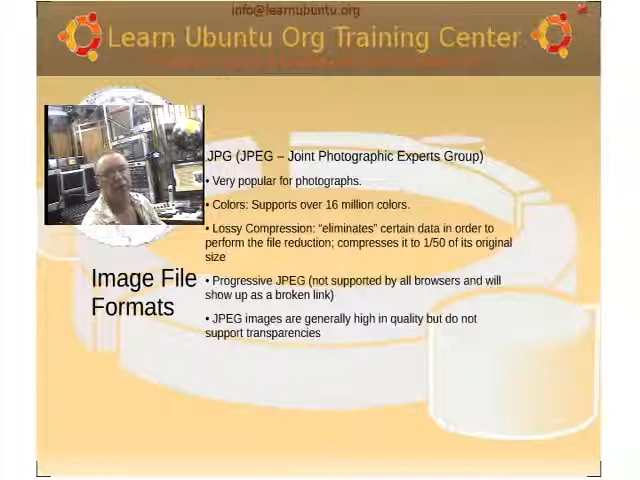 info@learnubuntu.org
Learn Ubuntu Org Training Center
JPG (JPEG – Joint Photographic Experts Group)
• Very popular for photographs.
• Colors: Supports over 16 million colors.
• Lossy Compression: “eliminates” certain data in order to
perform the file reduction; compresses it to 1/50 of its original
size
Image File
Formats
• Progressive JPEG (not supported by all browsers and will
show up as a broken link)
• JPEG images are generally high in quality but do not
support transparencies